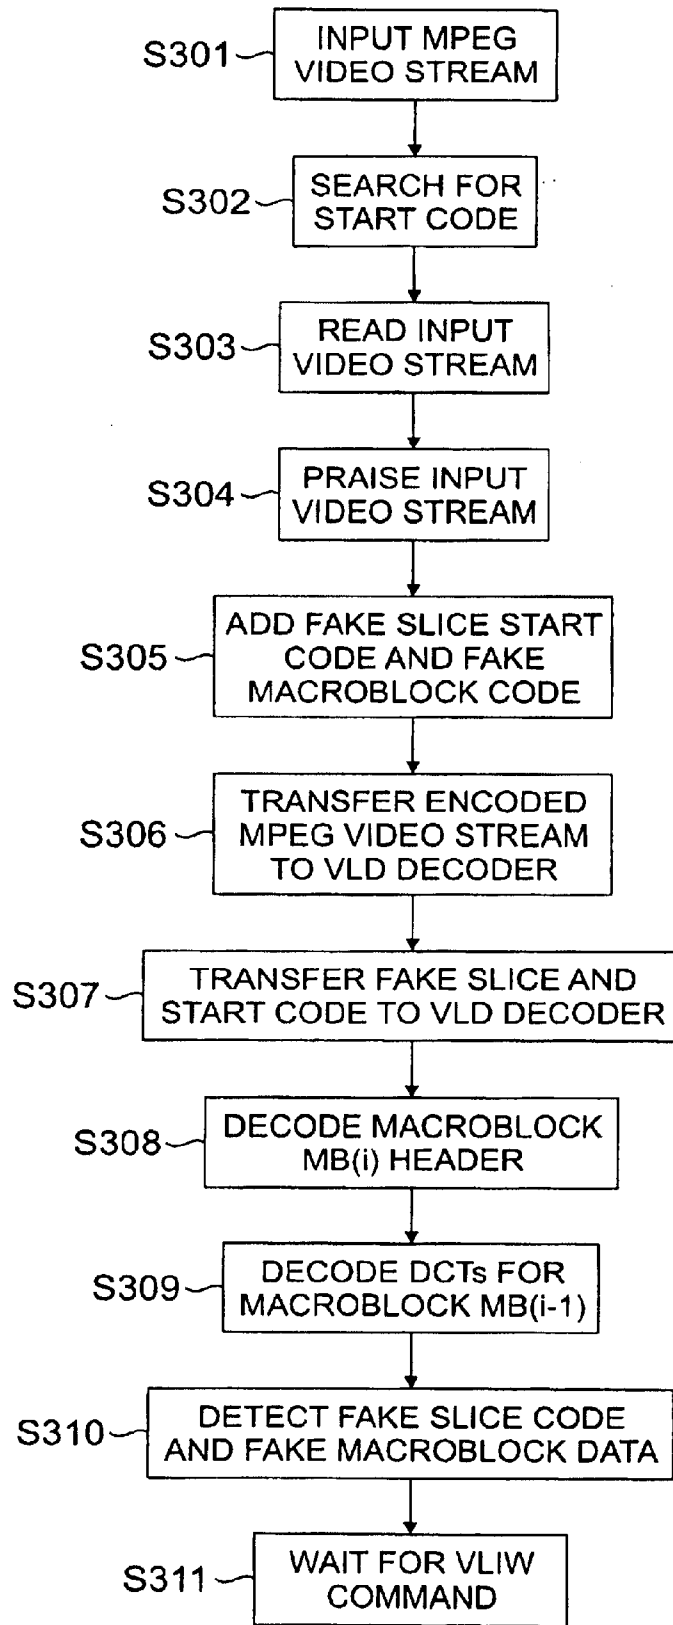 S301
INPUT MPEG
VIDEO STREAM
S302
SEARCH FOR
START CODE
S303
READ INPUT
VIDEO STREAM
S304
PRAISE INPUT
VIDEO STREAM
S305
ADD FAKE SLICE START
CODE AND FAKE
MACROBLOCK CODE
S306
TRANSFER ENCODED
MPEG VIDEO STREAM
TO VLD DECODER
S307
TRANSFER FAKE SLICE AND
START CODE TO VLD DECODER
S308
DECODE MACROBLOCK
MB(i) HEADER
S309
DECODE DCTs FOR
MACROBLOCK MB(i-1)
S310
DETECT FAKE SLICE CODE
AND FAKE MACROBLOCK DATA
S311
WAIT FOR VLIW
COMMAND